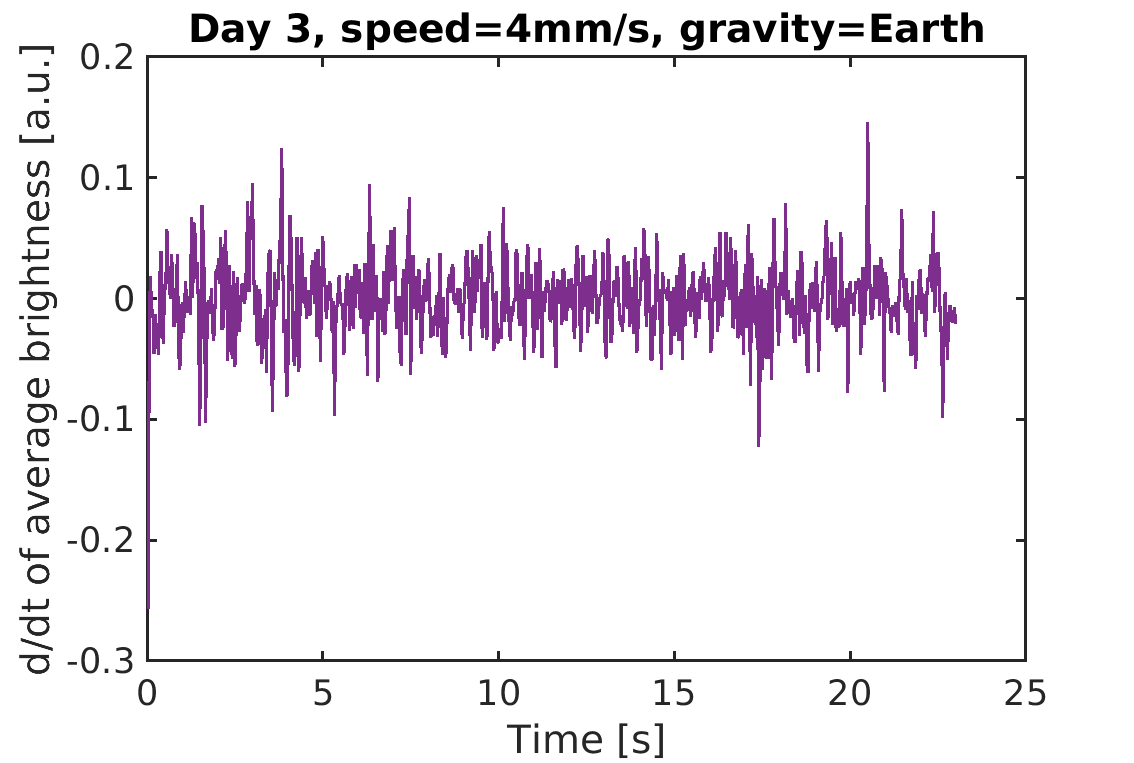 Day 3, speed=4mm/s, gravity=Earth
d/dt of average brightness [a.u.]
0.2
0.1
0
-0.1
-0.2
-0.3
0 5 10 15 20 25
Time [s]